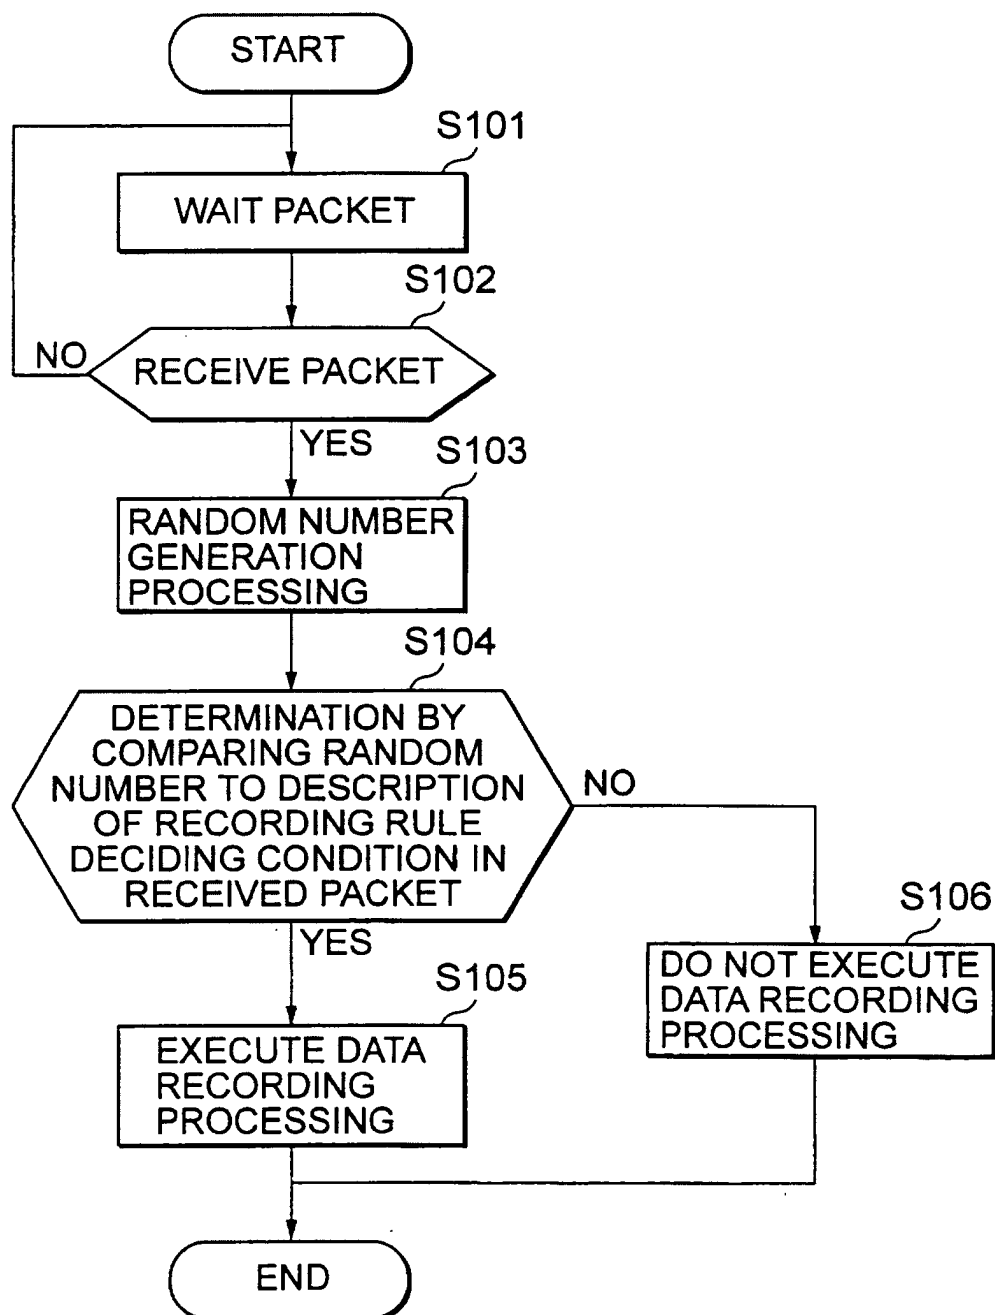 START
S101
WAIT PACKET
S102
NO
RECEIVE PACKET
YES
S103
RANDOM NUMBER
GENERATION
PROCESSING
S104
DETERMINATION BY
COMPARING RANDOM
NUMBER TO DESCRIPTION
OF RECORDING RULE
DECIDING CONDITION IN
RECEIVED PACKET
NO
YES
S106
DO NOT EXECUTE
DATA RECORDING
PROCESSING
S105
EXECUTE DATA
RECORDING
PROCESSING
END